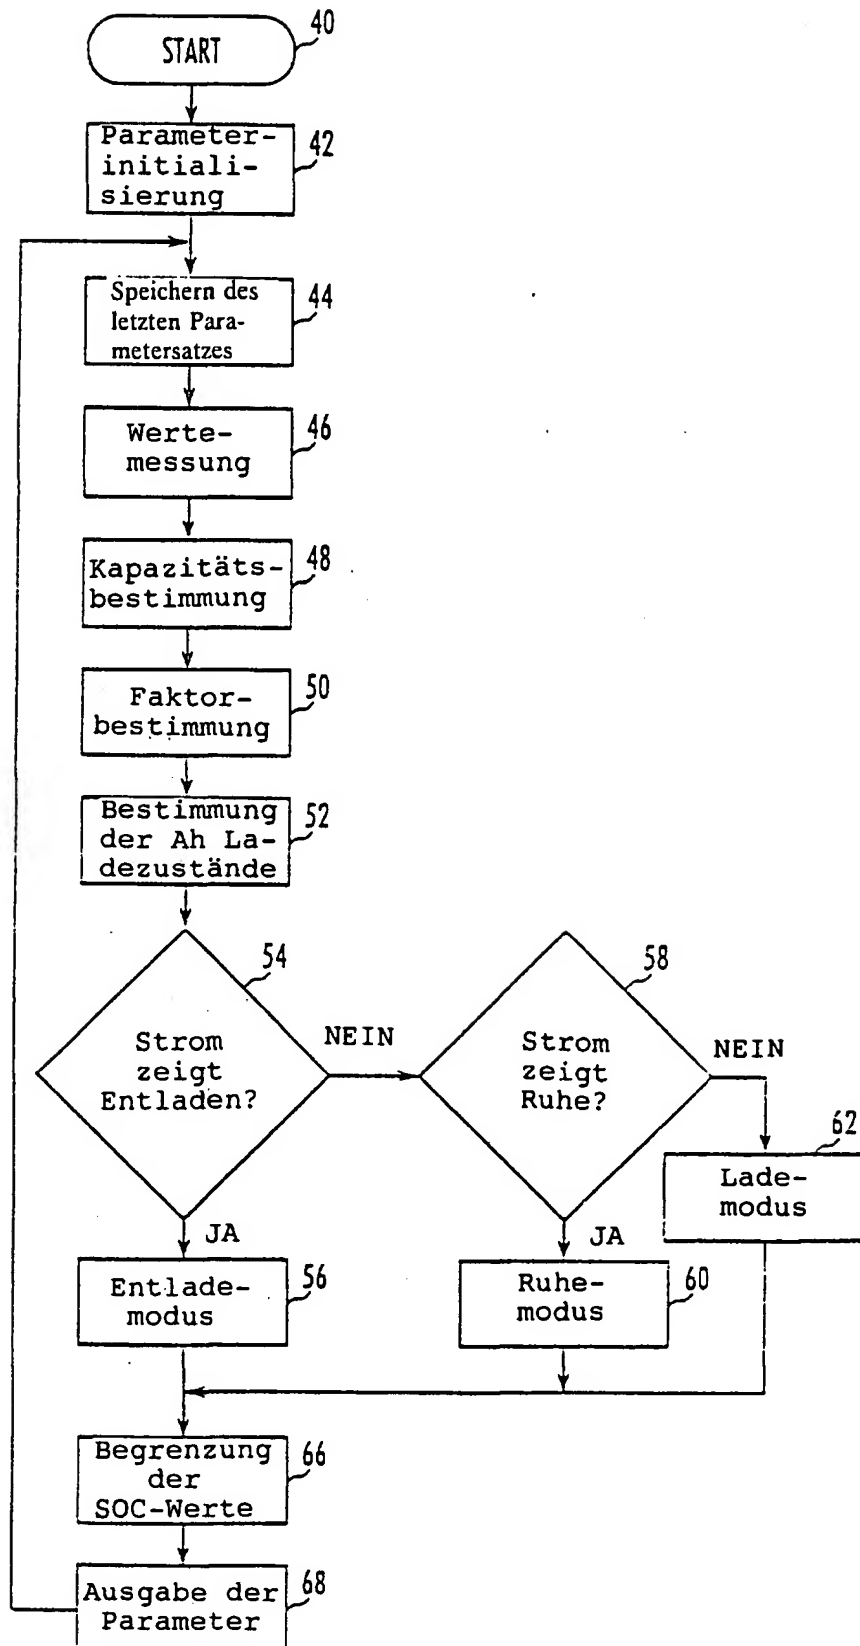 START
40
Parameter-
initiali-
sierung
42
Speichern des
letzten Para-
metersatzes
44
Werte-
messung
46
Kapazitäts-
bestimmung
48
Faktor-
bestimmung
50
Bestimmung
der Ah La-
dezustände
52
Strom
zeigt
Entladen?
54
NEIN
Strom
zeigt
Ruhe?
58
NEIN
Lade-
modus
62
JA
Entlade-
modus
56
JA
Ruhe-
modus
60
Begrenzung
der
SOC-Werte
66
Ausgabe der
Parameter
68